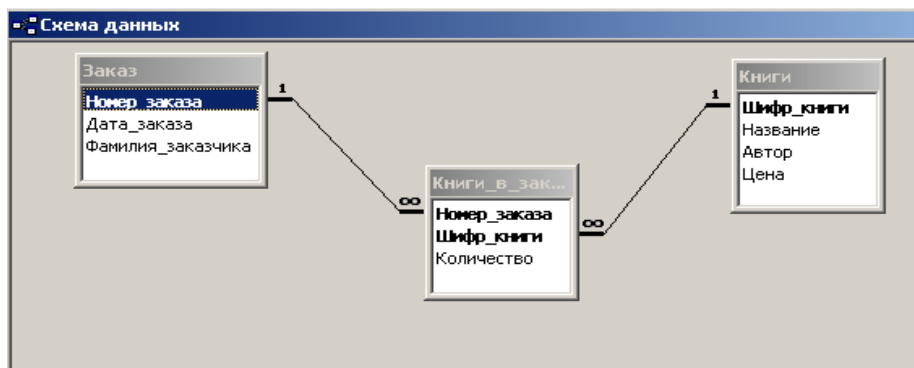 Схема данных
Заказ
Номер_заказа
Дата_заказа
Фамилия_заказчика
1
∞
Книги_в_зак...
Номер_заказа
Шифр_книги
Количество
∞
1
Книги
Шифр_книги
Название
Автор
Цена